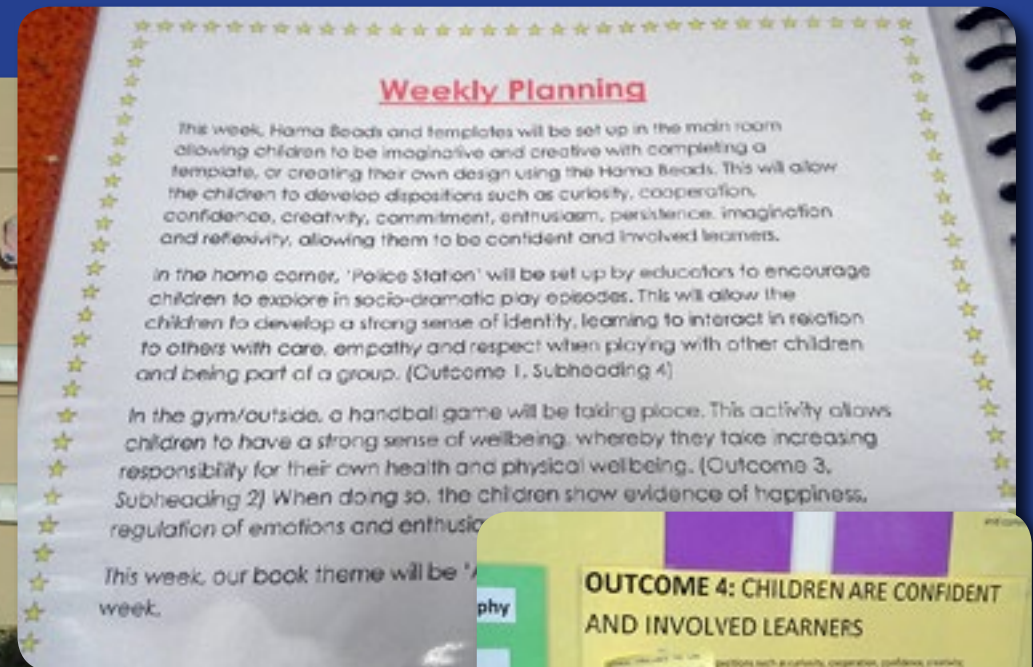 Weekly Planning
This week, Hama Beads and templates will be set up in the main room
allowing children to be imaginative and creative with completing a
template, or creating their own design using the Hama Beads. This will allow
the children to develop dispositions such as curiosity, cooperation,
confidence, creativity, commitment, enthusiasm, persistence, imagination
and reflexivity, allowing them to be confident and involved learners.
In the home corner, 'Police Station' will be set up by educators to encourage
children to explore in socio-dramatic play episodes. This will allow the
children to develop a strong sense of identity, learning to interact in relation
to others with care, empathy and respect when playing with other children
and being part of a group. (Outcome 1, Subheading 4)
In the gym/outside, a handball game will be taking place. This activity allows
children to have a strong sense of wellbeing, whereby they take increasing
responsibility for their own health and physical wellbeing. (Outcome 3,
Subheading 2) When doing so, the children show evidence of happiness,
regulation of emotions and
This week, our book theme will be
week.
phy
OUTCOME 4: CHILDREN ARE CONFIDENT
AND INVOLVED LEARNERS
such as curiosity, cooperation, confidence, creativity,